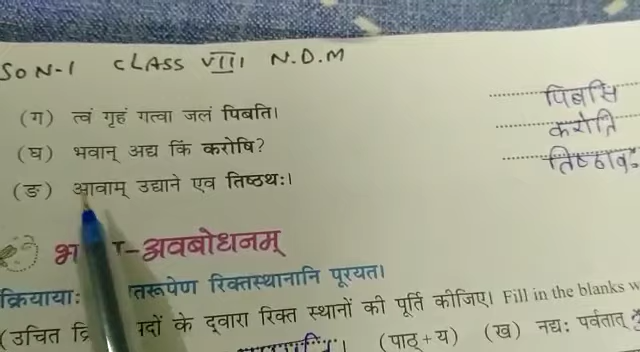 SON-1 CLASS VIII N.D.M
(ग) त्वं गृहं गत्वा जलं पिबति। पिबसि
(घ) भवान् अद्य किं करोषि? करोति
(ङ) आवाम् उद्याने एव तिष्ठथः। तिष्ठावः
-अवबोधनम्
क्रियायाः रिक्तस्थानानि पूरयत।
(उचित के द्वारा रिक्त स्थानों की पूर्ति कीजिए। Fill in the blanks
(पाठ् + य) (ख) नद्यः पर्वतात्